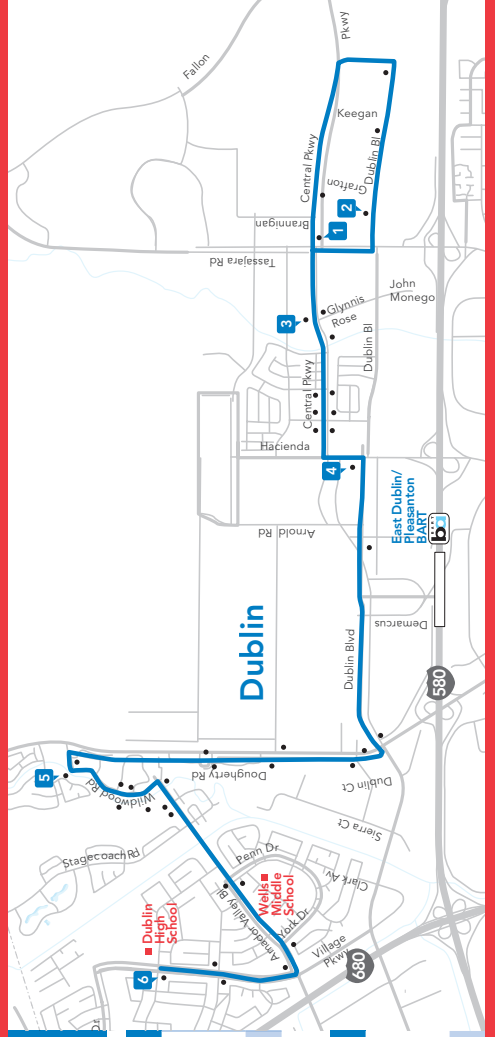 Pkwy
Fallon
Keegan
Central Pkwy
Grafton
Dublin Bl
2
Brannigan
1
Tassajara Rd
John
Monego
Glynnis
Rose
3
Dublin Bl
Central Pkwy
Hacienda
4
East Dublin/
Pleasanton
BART
Arnold Rd
Demarcus
Dublin
Dublin Blvd
580
5
Dougherty Rd
Wildwood Rd
Dublin Ct
Sierra Ct
Stagecoach Rd
Penn Dr
Clark Av
Wells
Middle
School
Amador Valley Bl
York Dr
Dublin
High
School
Village
Pkwy
680
6
Dr